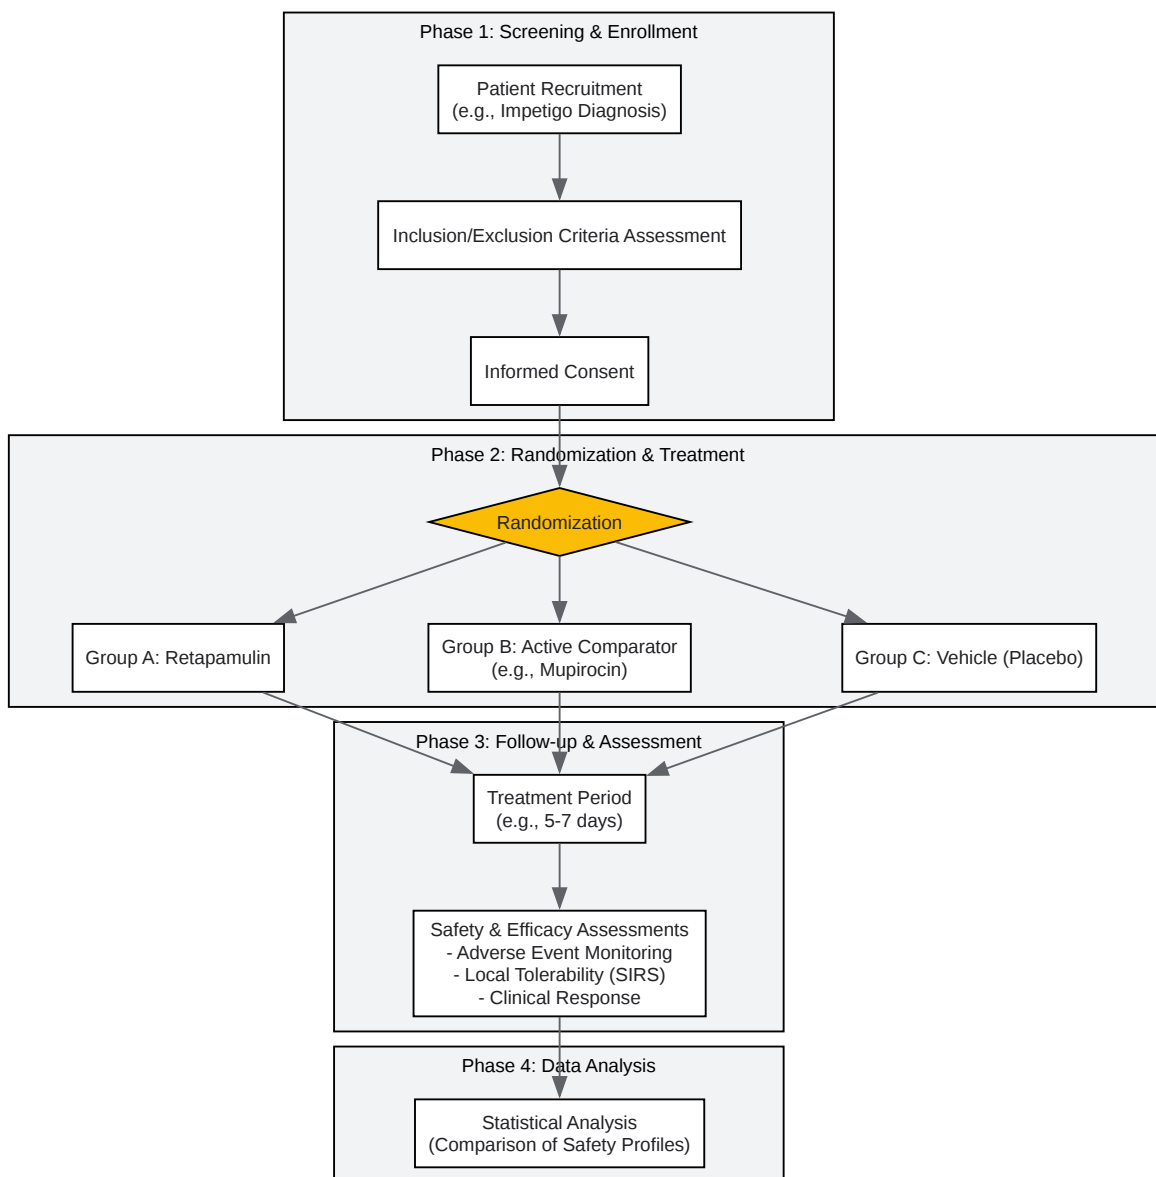 Phase 1: Screening & Enrollment
Patient Recruitment
(e.g., Impetigo Diagnosis)
Inclusion/Exclusion Criteria Assessment
Informed Consent
Phase 2: Randomization & Treatment
Randomization
Group A: Retapamulin
Group B: Active Comparator
(e.g., Mupirocin)
Group C: Vehicle (Placebo)
Phase 3: Follow-up & Assessment
Treatment Period
(e.g., 5-7 days)
Safety & Efficacy Assessments
- Adverse Event Monitoring
- Local Tolerability (SIRS)
- Clinical Response
Phase 4: Data Analysis
Statistical Analysis
(Comparison of Safety Profiles)